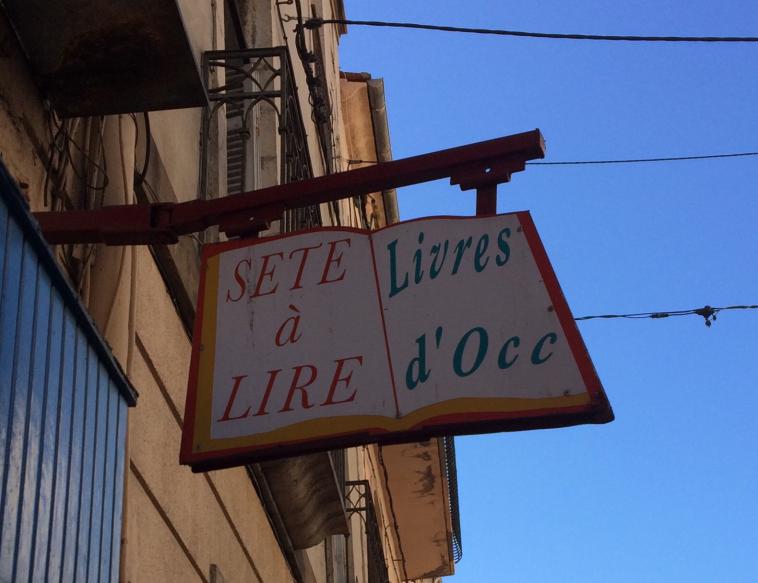 SETE
à
LIRE
Livres
d'Occ